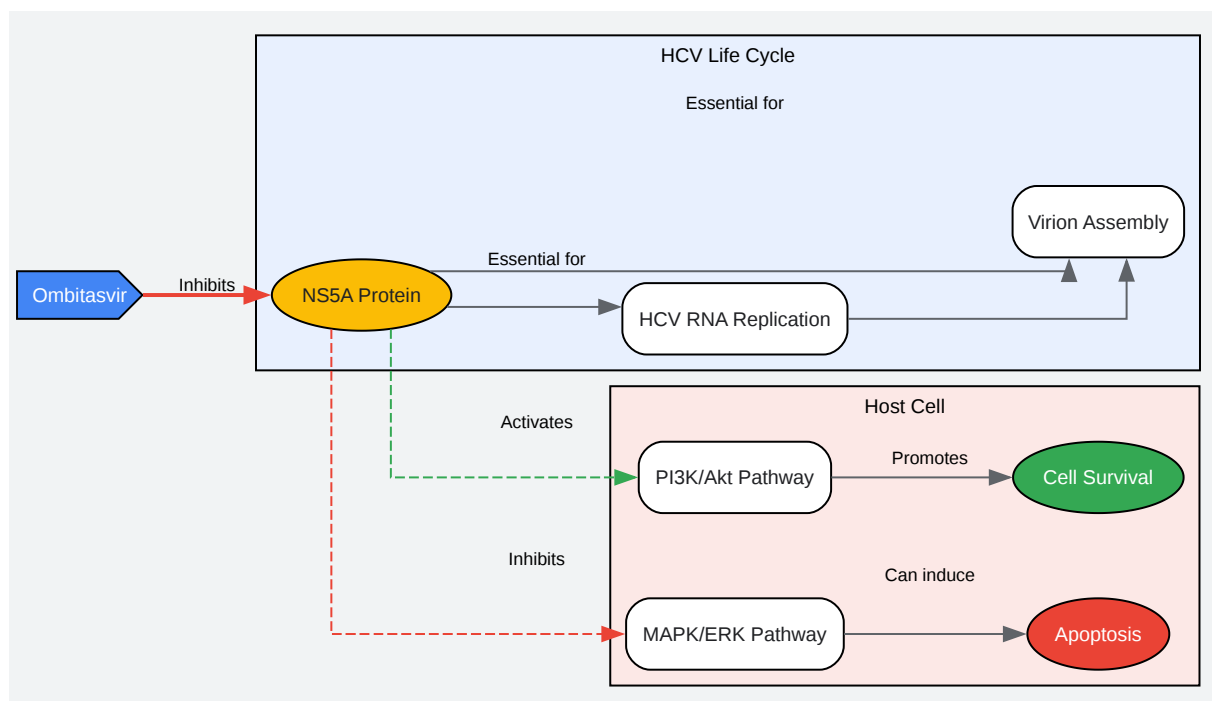 HCV Life Cycle
Essential for
Virion Assembly
Essential for
Ombitasvir
Inhibits
NS5A Protein
HCV RNA Replication
Host Cell
Activates
PI3K/Akt Pathway
Promotes
Cell Survival
Inhibits
Can induce
MAPK/ERK Pathway
Apoptosis